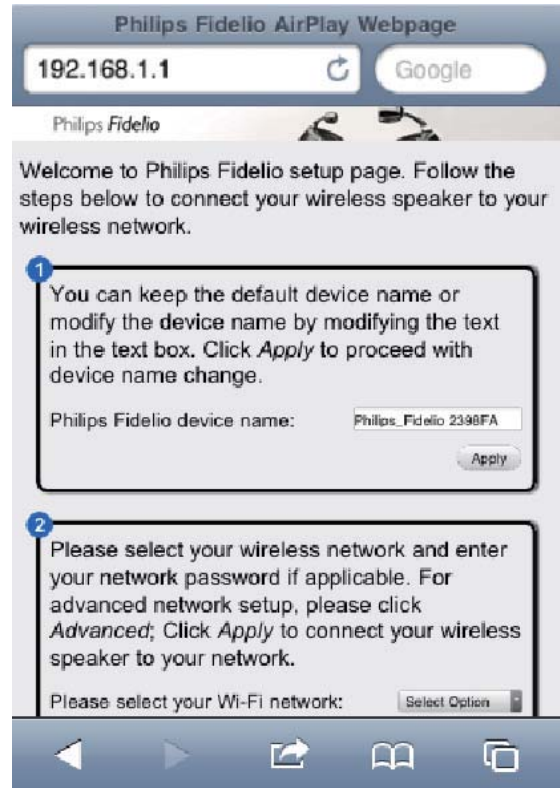 Philips Fidelio AirPlay Webpage
192.168.1.1
Google
Philips Fidelio
Welcome to Philips Fidelio setup page. Follow the
steps below to connect your wireless speaker to your
wireless network.
1
You can keep the default device name or
modify the device name by modifying the text
in the text box. Click Apply to proceed with
device name change.
Philips Fidelio device name:
Philips_Fidelio 2398FA
Apply
2
Please select your wireless network and enter
your network password if applicable. For
advanced network setup, please click
Advanced; Click Apply to connect your wireless
speaker to your network.
Please select your Wi-Fi network:
Select Option